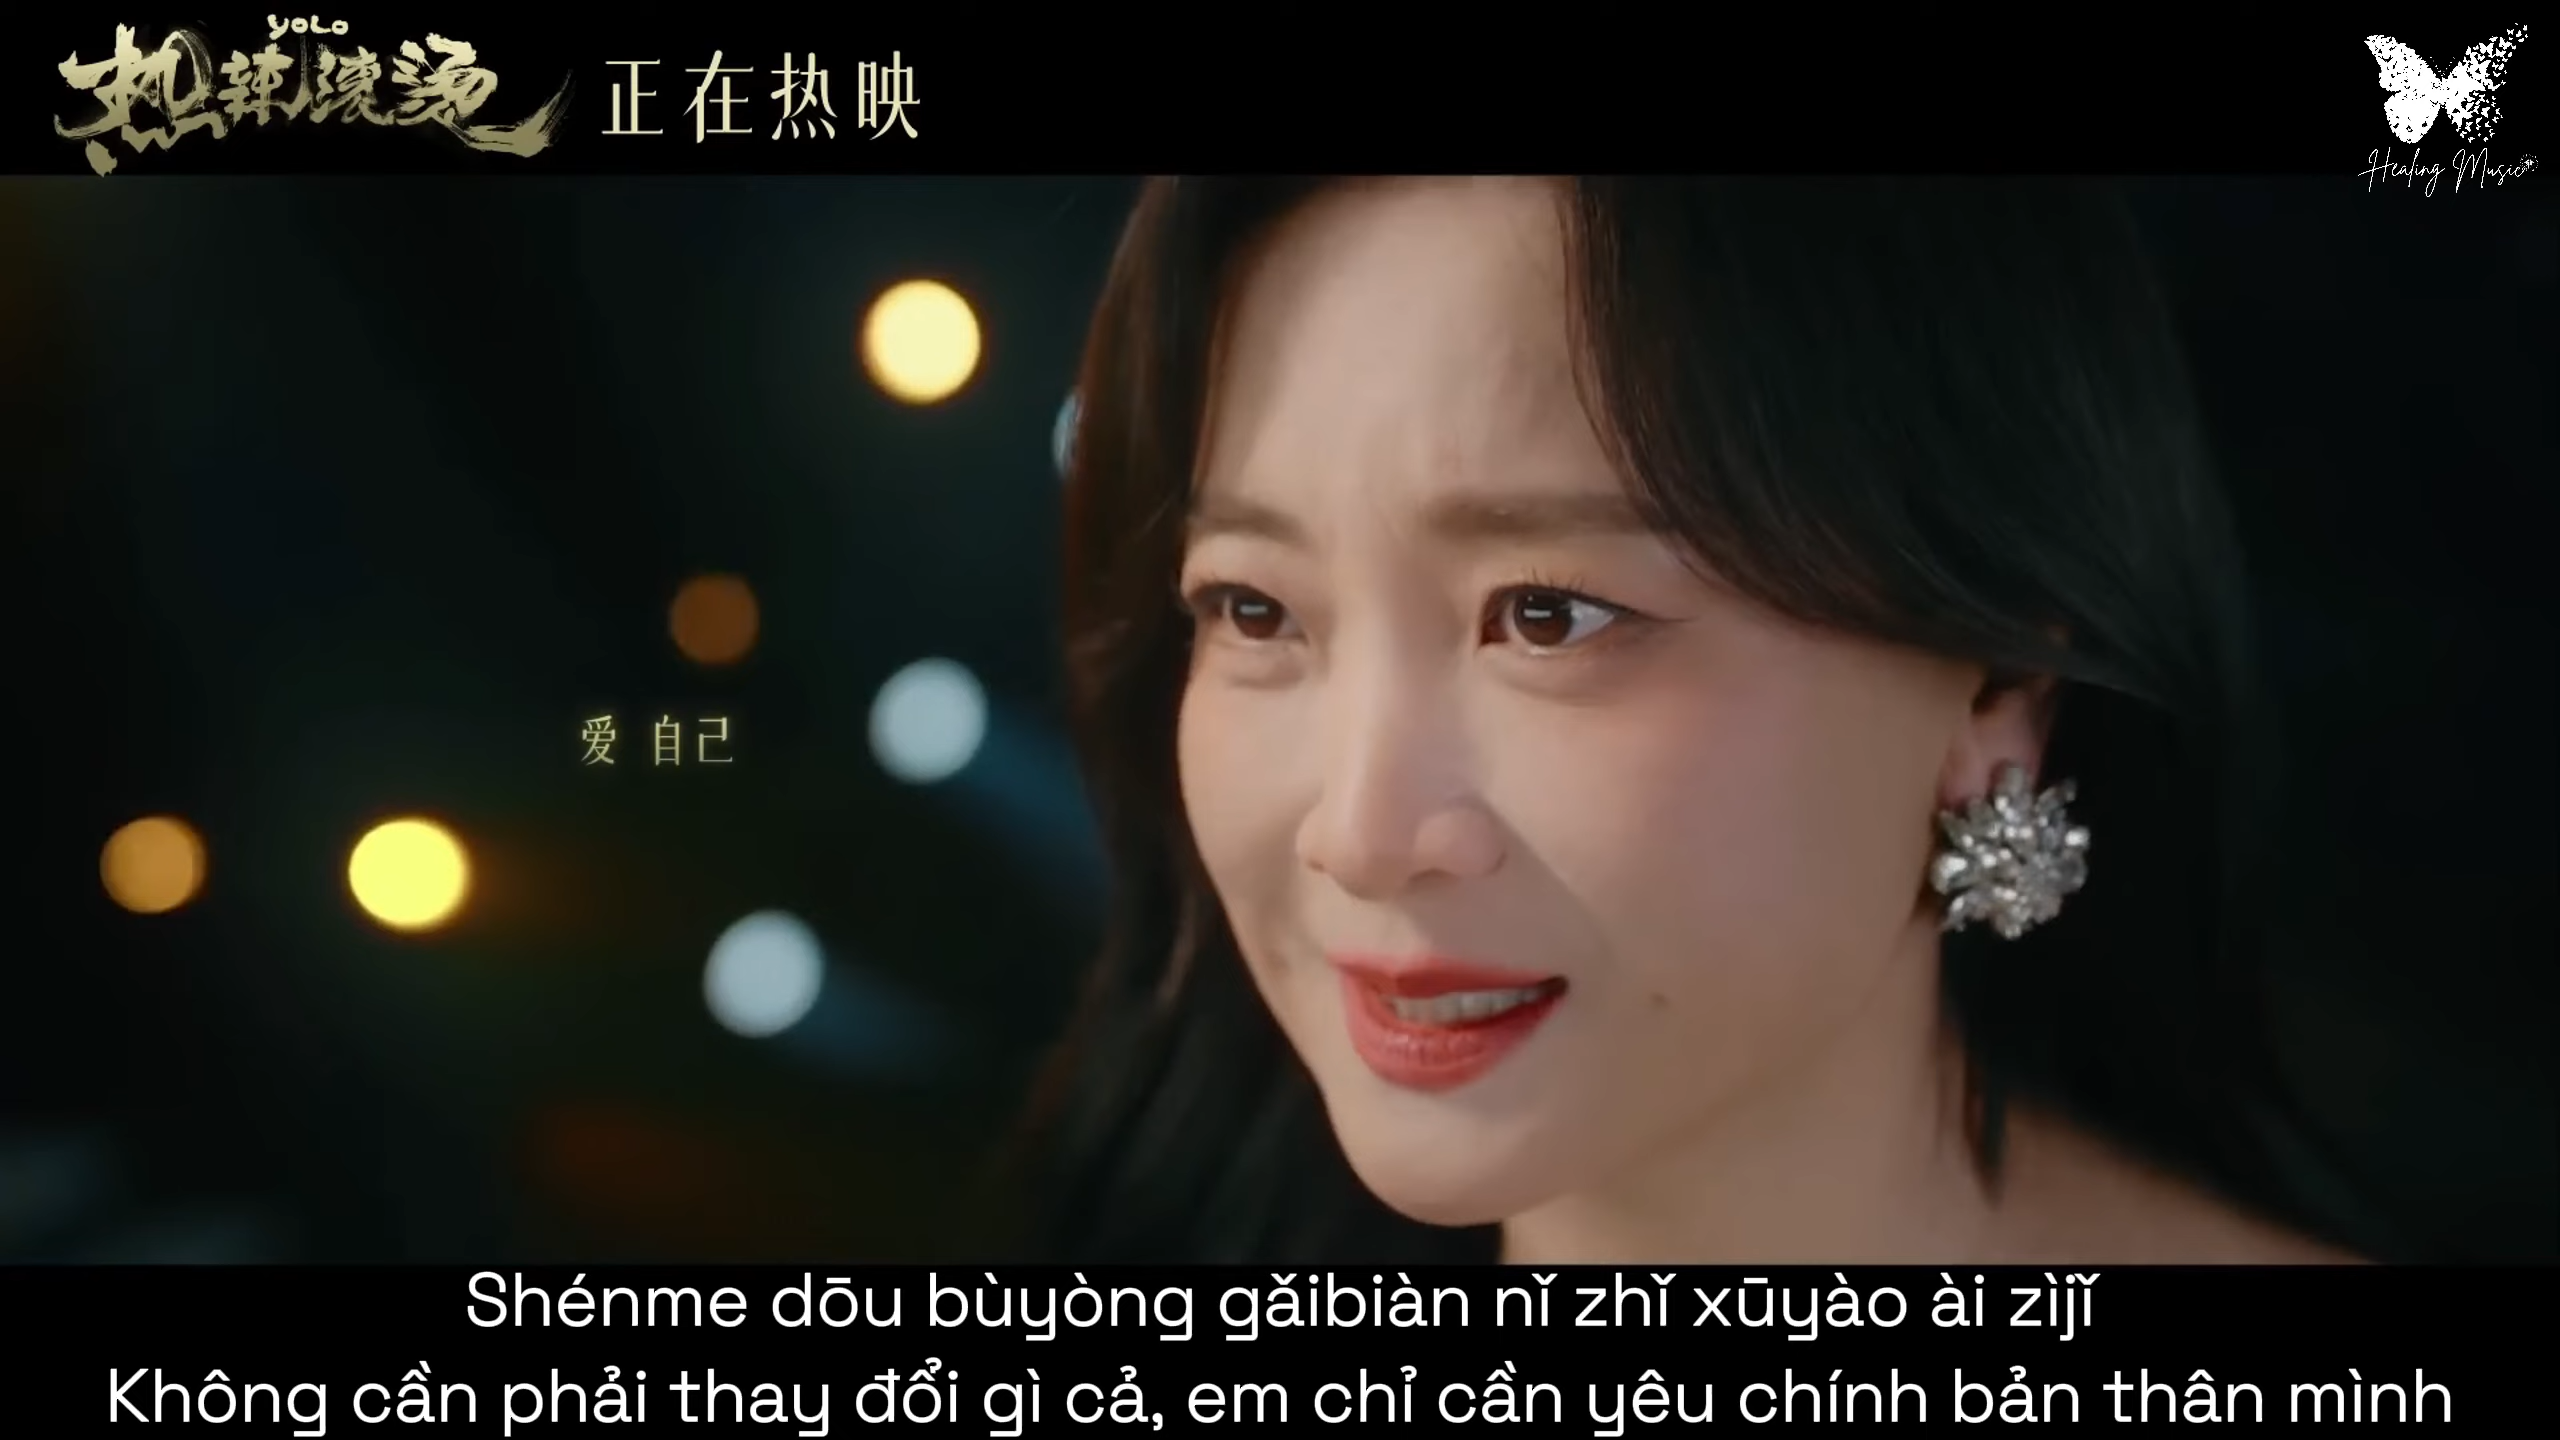 YOLO
热辣滚烫 正在热映
Healing Music
爱 自己
Shénme dōu bùyòng gǎibiàn nǐ zhǐ xūyào ài zìjǐ
Không cần phải thay đổi gì cả, em chỉ cần yêu chính bản thân mình